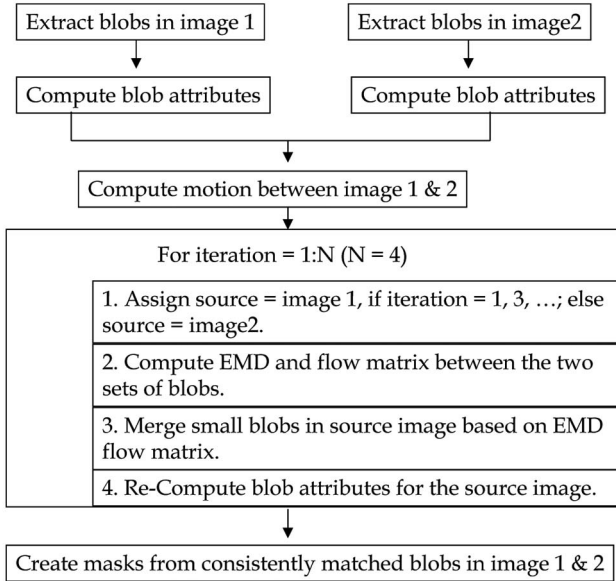 Extract blobs in image 1
Extract blobs in image2
Compute blob attributes
Compute blob attributes
Compute motion between image 1 & 2
For iteration = 1:N (N = 4)
1. Assign source = image 1, if iteration = 1, 3, …; else
source = image2.
2. Compute EMD and flow matrix between the two
sets of blobs.
3. Merge small blobs in source image based on EMD
flow matrix.
4. Re-Compute blob attributes for the source image.
Create masks from consistently matched blobs in image 1 & 2